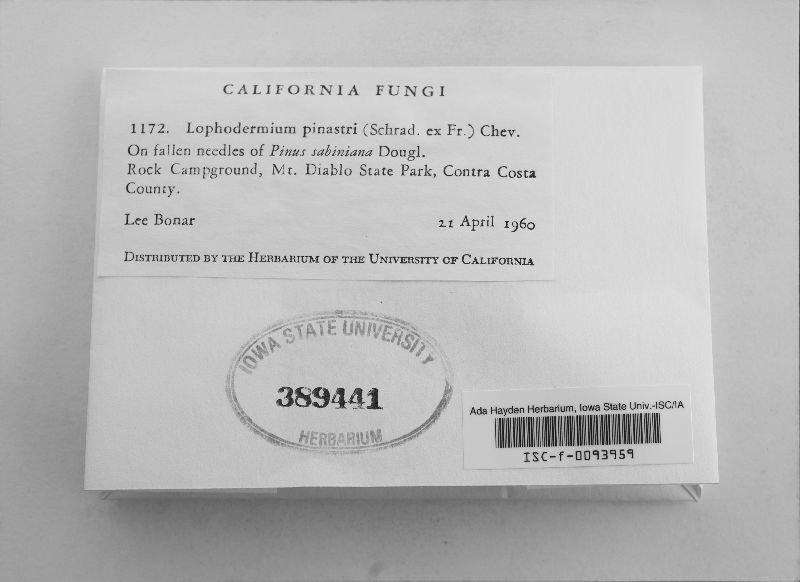 CALIFORNIA FUNGI
1172. Lophodermium pinastri (Schrad. ex Fr.) Chev.
On fallen needles of Pinus sabiniana Dougl.
Rock Campground, Mt. Diablo State Park, Contra Costa
County.
Lee Bonar 21 April 1960
DISTRIBUTED BY THE HERBARIUM OF THE UNIVERSITY OF CALIFORNIA
IOWA STATE UNIVERSITY
389441
HERBARIUM
Ada Hayden Herbarium, Iowa State Univ.-ISC/IA
ISC-f-0093959